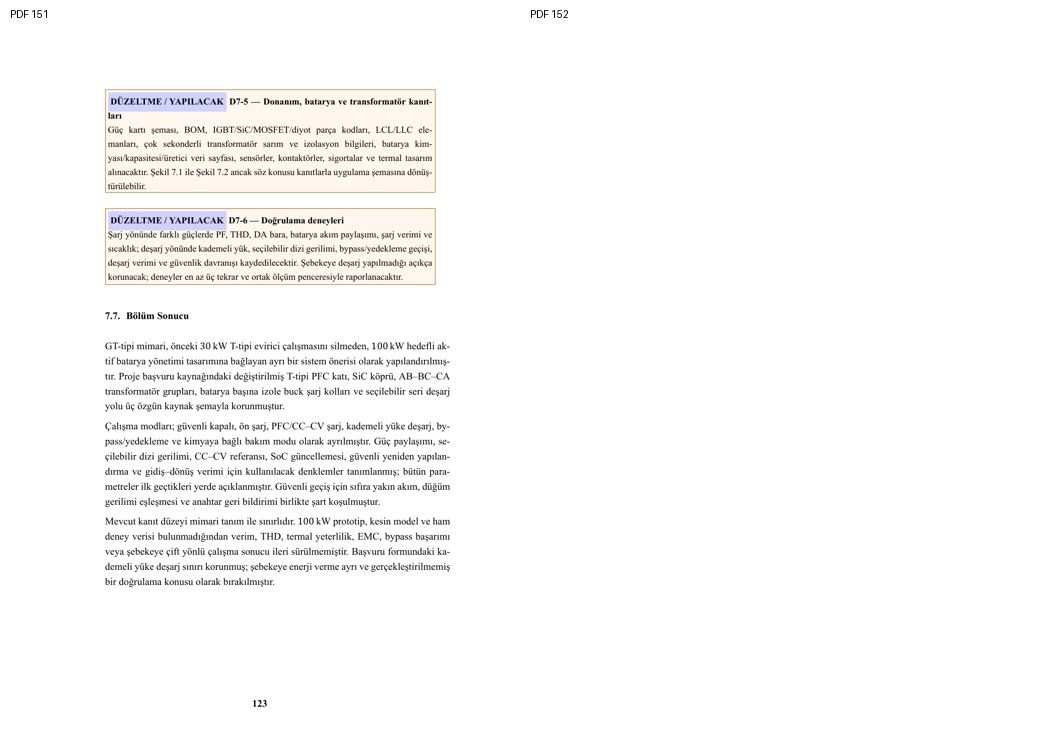 PDF 151
PDF 152
DÜZELTME / YAPILACAK D7-5 — Donanım, batarya ve transformatör kanıt-
ları
Güç kartı şeması, BOM, IGBT/SiC/MOSFET/diyot parça kodları, LCL/LLC ele-
manları, çok sekonderli transformatör sarım ve izolasyon bilgileri, batarya kim-
yası/kapasitesi/üretici veri sayfası, sensörler, kontaktörler, sigortalar ve termal tasarım
alınacaktır. Şekil 7.1 ile Şekil 7.2 ancak söz konusu kanıtlarla uygulama şemasına dönüş-
türülebilir.
DÜZELTME / YAPILACAK D7-6 — Doğrulama deneyleri
Şarj yönünde farklı güçlerde PF, THD, DA bara, batarya akım paylaşımı, şarj verimi ve
sıcaklık; deşarj yönünde kademeli yük, seçilebilir dizi gerilimi, bypass/yedekleme geçişi,
deşarj verimi ve güvenlik davranışı kaydedilecektir. Şebekeye deşarj yapılmadığı açıkça
korunacak; deneyler en az üç tekrar ve ortak ölçüm penceresiyle raporlanacaktır.
7.7. Bölüm Sonucu
GT-tipi mimari, önceki 30 kW T-tipi evirici çalışmasını silmeden, 100 kW hedefli ak-
tif batarya yönetimi tasarımına bağlayan ayrı bir sistem önerisi olarak yapılandırılmış-
tır. Proje başvuru kaynağındaki değiştirilmiş T-tipi PFC katı, SiC köprü, AB–BC–CA
transformatör grupları, batarya başına izole buck şarj kolları ve seçilebilir seri deşarj
yolu üç özgün kaynak şemayla korunmuştur.
Çalışma modları; güvenli kapalı, ön şarj, PFC/CC–CV şarj, kademeli yüke deşarj, by-
pass/yedekleme ve kimyaya bağlı bakım modu olarak ayrılmıştır. Güç paylaşımı, se-
çilebilir dizi gerilimi, CC–CV referansı, SoC güncellemesi, güvenli yeniden yapılan-
dırma ve gidiş–dönüş verimi için kullanılacak denklemler tanımlanmış; bütün para-
metreler ilk geçtikleri yerde açıklanmıştır. Güvenli geçiş için sıfıra yakın akım, düğüm
gerilimi eşleşmesi ve anahtar geri bildirimi birlikte şart koşulmuştur.
Mevcut kanıt düzeyi mimari tanım ile sınırlıdır. 100 kW prototip, kesin model ve ham
deney verisi bulunmadığından verim, THD, termal yeterlilik, EMC, bypass başarımı
veya şebekeye çift yönlü çalışma sonucu ileri sürülmemiştir. Başvuru formundaki ka-
demeli yüke deşarj sınırı korunmuş; şebekeye enerji verme ayrı ve gerçekleştirilmemiş
bir doğrulama konusu olarak bırakılmıştır.
123